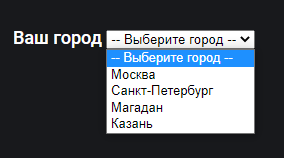 Ваш город -- Выберите город --
-- Выберите город --
Москва
Санкт-Петербург
Магадан
Казань